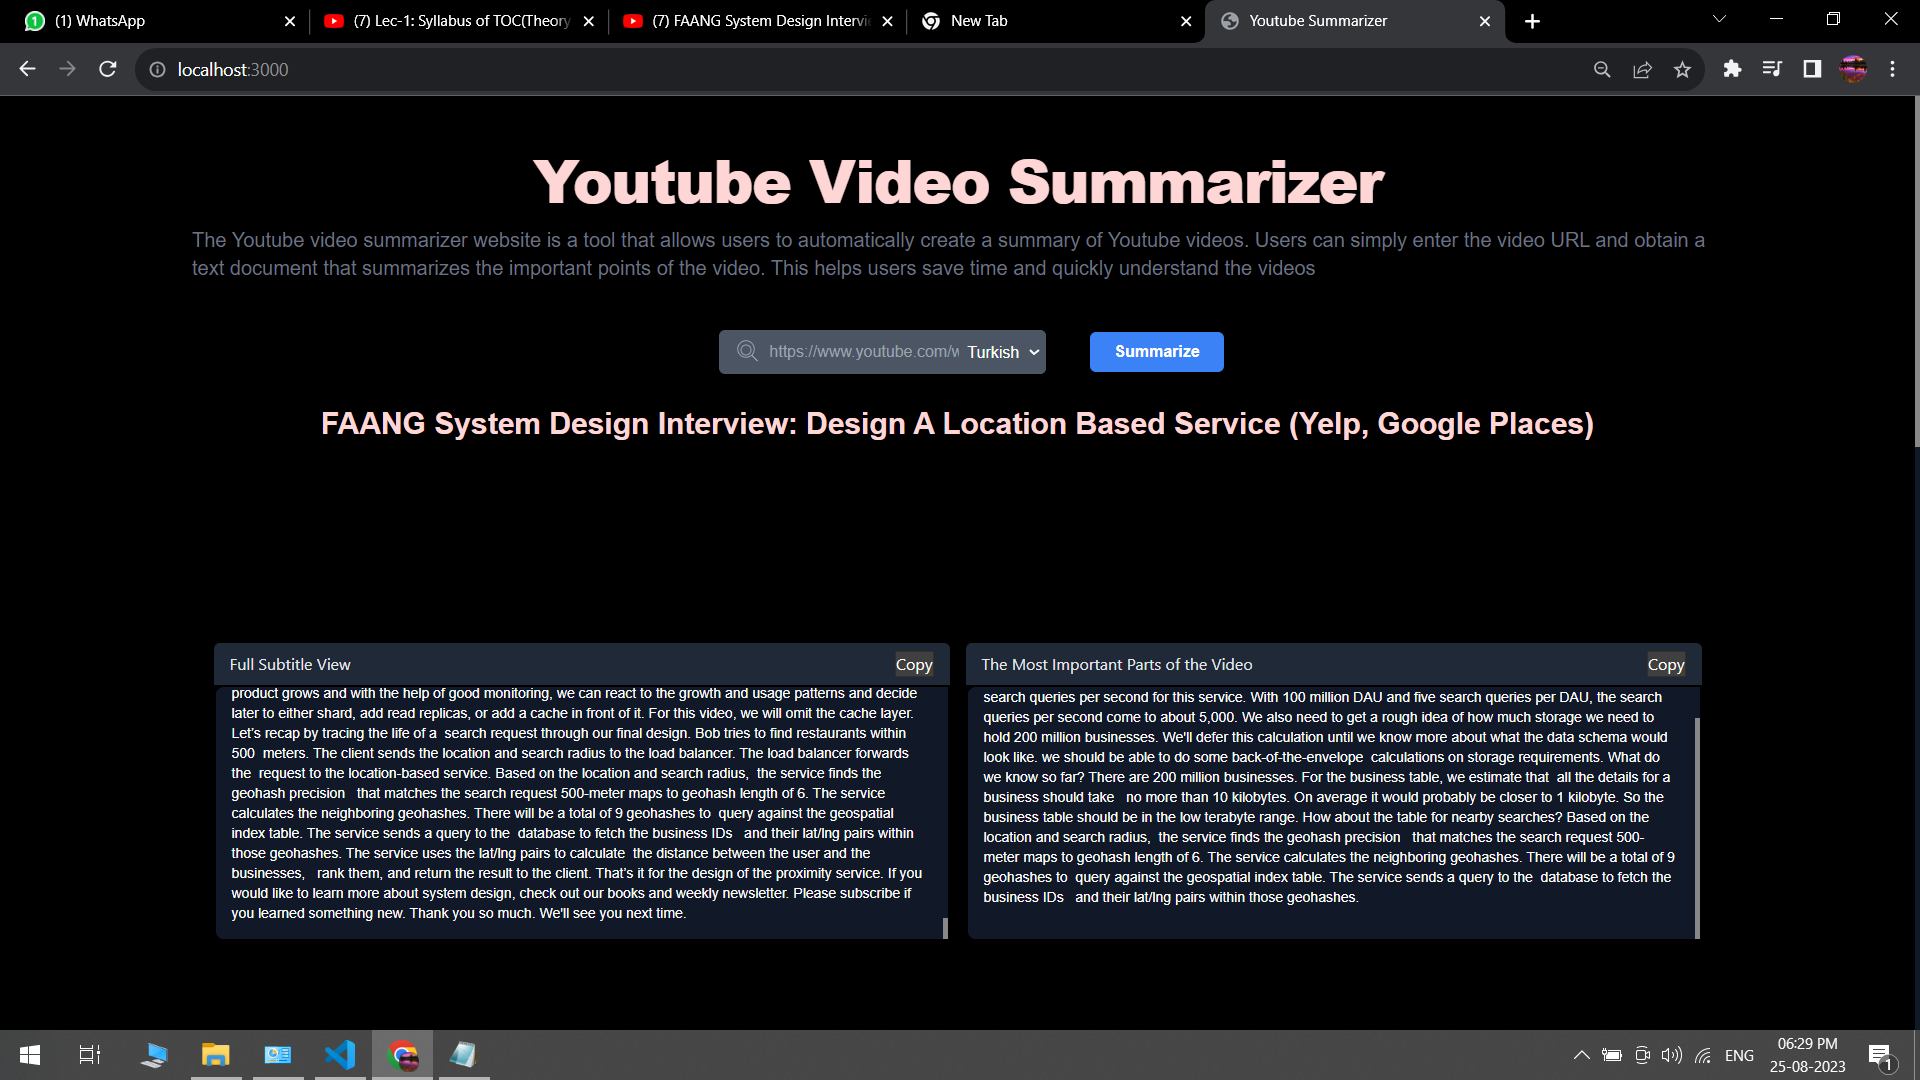 (1) WhatsApp
(7) Lec-1: Syllabus of TOC(Theory
(7) FAANG System Design Intervie
New Tab
Youtube Summarizer
localhost:3000
Youtube Video Summarizer
The Youtube video summarizer website is a tool that allows users to automatically create a summary of Youtube videos. Users can simply enter the video URL and obtain a
text document that summarizes the important points of the video. This helps users save time and quickly understand the videos
https://www.youtube.com/w Turkish
Summarize
FAANG System Design Interview: Design A Location Based Service (Yelp, Google Places)
Full Subtitle View
Copy
product grows and with the help of good monitoring, we can react to the growth and usage patterns and decide
later to either shard, add read replicas, or add a cache in front of it. For this video, we will omit the cache layer.
Let's recap by tracing the life of a  search request through our final design. Bob tries to find restaurants within
500  meters. The client sends the location and search radius to the load balancer. The load balancer forwards
the  request to the location-based service. Based on the location and search radius,  the service finds the
geohash precision   that matches the search request 500-meter maps to geohash length of 6. The service
calculates the neighboring geohashes. There will be a total of 9 geohashes to  query against the geospatial
index table. The service sends a query to the  database to fetch the business IDs   and their lat/lng pairs within
those geohashes. The service uses the lat/lng pairs to calculate  the distance between the user and the
businesses,   rank them, and return the result to the client. That's it for the design of the proximity service. If you
would like to learn more about system design, check out our books and weekly newsletter. Please subscribe if
you learned something new. Thank you so much. We'll see you next time.
The Most Important Parts of the Video
Copy
search queries per second for this service. With 100 million DAU and five search queries per DAU, the search
queries per second come to about 5,000. We also need to get a rough idea of how much storage we need to
hold 200 million businesses. We'll defer this calculation until we know more about what the data schema would
look like. we should be able to do some back-of-the-envelope  calculations on storage requirements. What do
we know so far? There are 200 million businesses. For the business table, we estimate that  all the details for a
business should take   no more than 10 kilobytes. On average it would probably be closer to 1 kilobyte. So the
business table should be in the low terabyte range. How about the table for nearby searches? Based on the
location and search radius,  the service finds the geohash precision   that matches the search request 500-
meter maps to geohash length of 6. The service calculates the neighboring geohashes. There will be a total of 9
geohashes to  query against the geospatial index table. The service sends a query to the  database to fetch the
business IDs   and their lat/lng pairs within those geohashes.
ENG
06:29 PM
25-08-2023
1